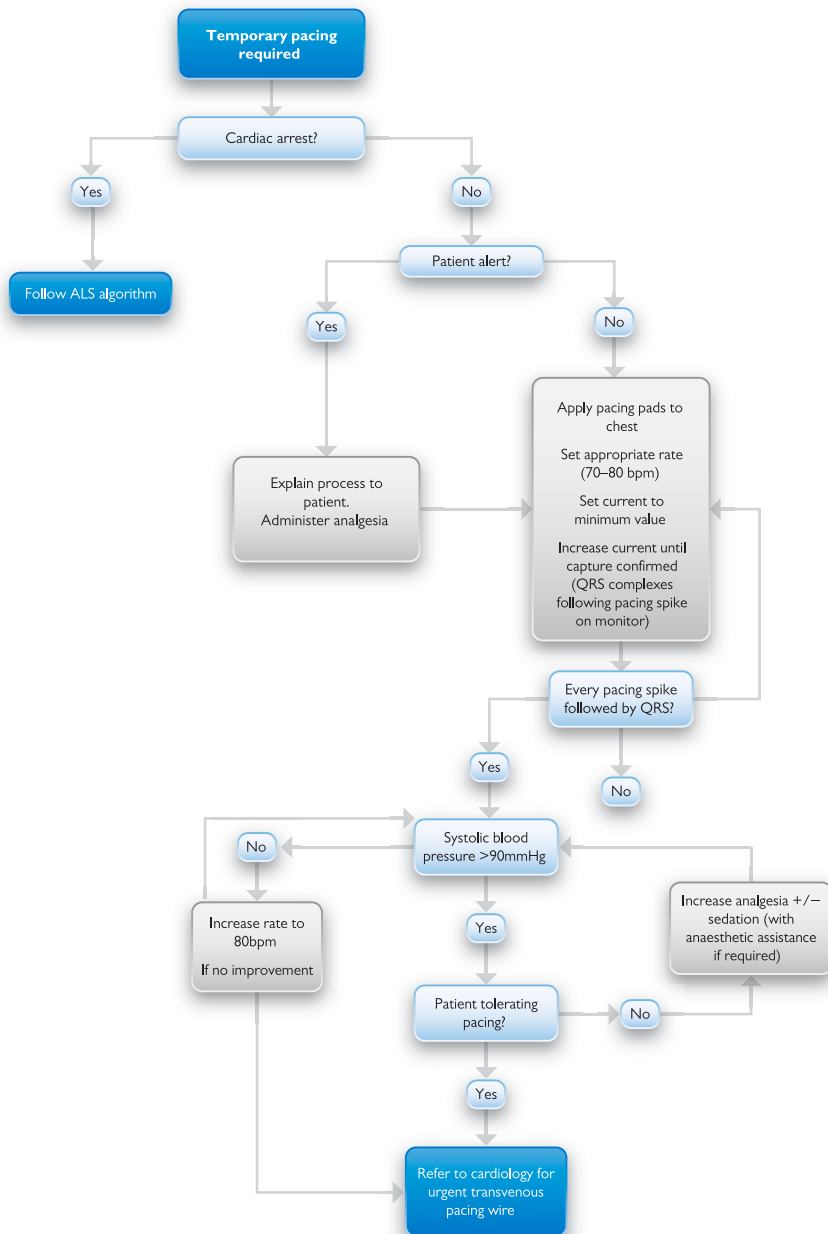 Temporary pacing
required
Cardiac arrest?
Yes
No
Follow ALS algorithm
Patient alert?
Yes
No
Explain process to
patient.
Administer analgesia
Apply pacing pads to
chest
Set appropriate rate
(70–80 bpm)
Set current to
minimum value
Increase current until
capture confirmed
(QRS complexes
following pacing spike
on monitor)
Every pacing spike
followed by QRS?
Yes
No
Systolic blood
pressure >90mmHg
No
Increase rate to
80bpm
If no improvement
Yes
Increase analgesia +/−
sedation (with
anaesthetic assistance
if required)
Patient tolerating
pacing?
No
Yes
Refer to cardiology for
urgent transvenous
pacing wire